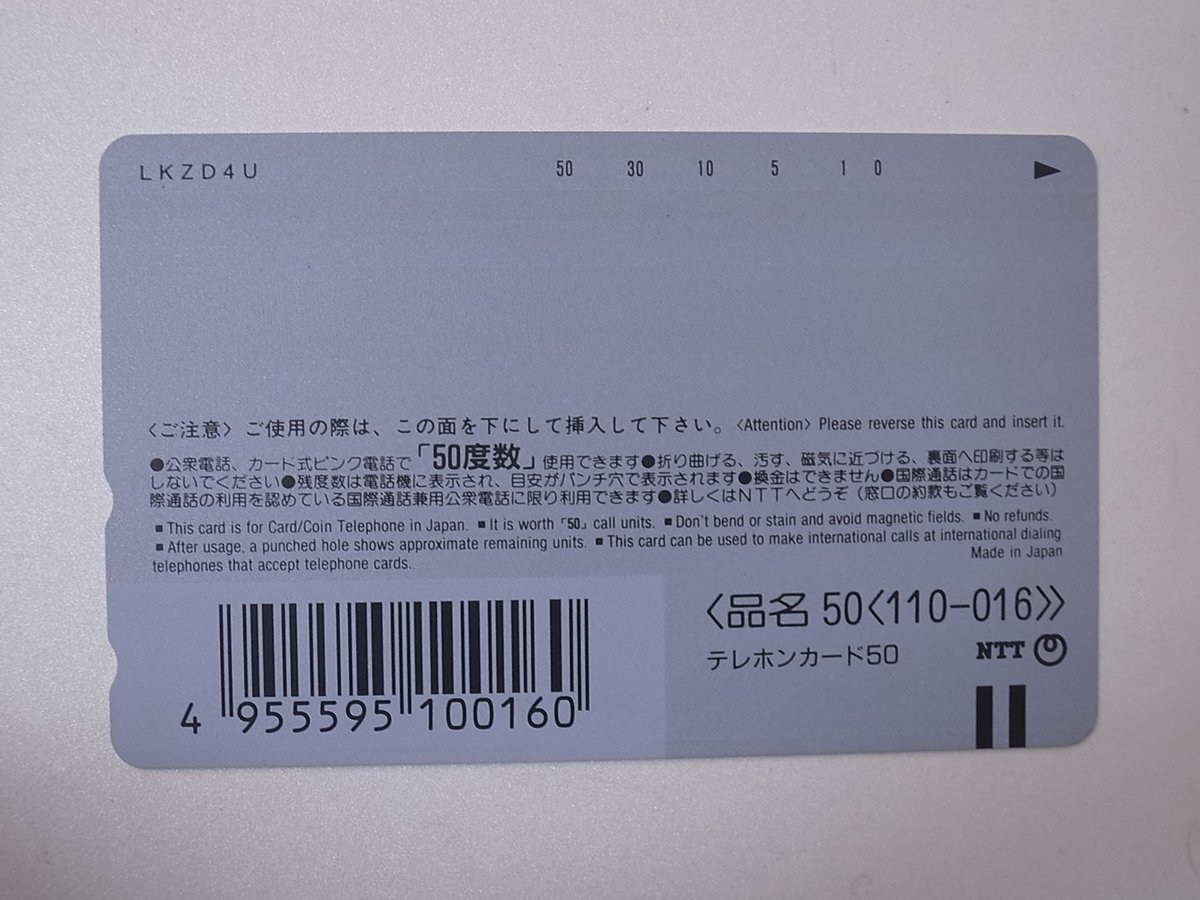 LKZD4U 50 30 10 5 1 0 ▶
〈ご注意〉ご使用の際は、この面を下にして挿入して下さい。〈Attention〉Please reverse this card and insert it.
●公衆電話、カード式ピンク電話で「50度数」使用できます●折り曲げる、汚す、磁気に近づける、裏面へ印刷する等は
しないでください●残度数は電話機に表示され、目安がパンチ穴で表示されます●換金はできません●国際通話はカードでの国
際通話の利用を認めている国際通話兼用公衆電話に限り利用できます●詳しくはNTTへどうぞ（窓口の約款もご覧ください）
■This card is for Card/Coin Telephone in Japan. ■It is worth「50」call units. ■Don't bend or stain and avoid magnetic fields. ■No refunds.
■After usage, a punched hole shows approximate remaining units. ■This card can be used to make international calls at international dialing
telephones that accept telephone cards.
Made in Japan
〈品名 50〈110-016〉〉
テレホンカード50 NTT
4 955595 100160